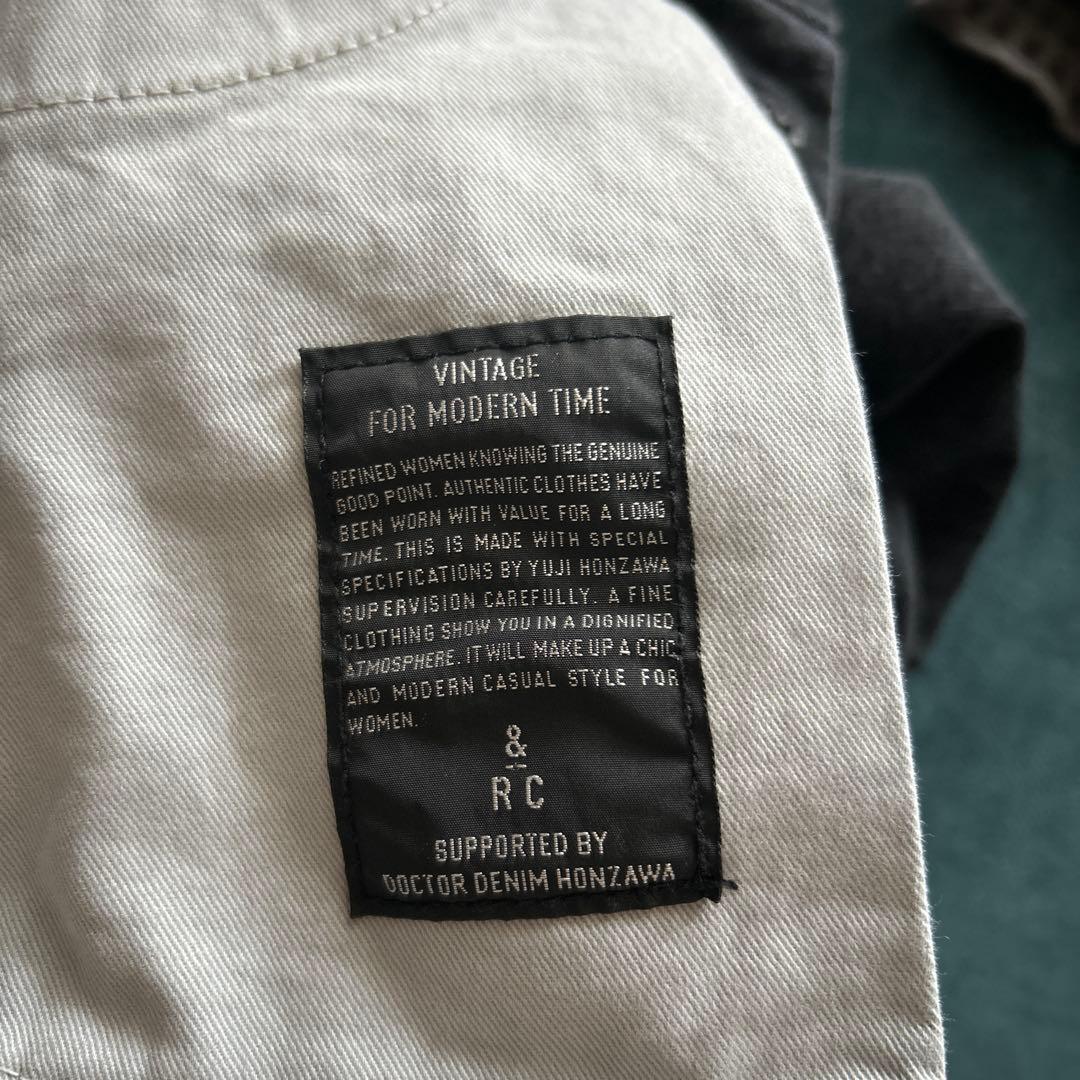 VINTAGE
FOR MODERN TIME
REFINED WOMEN KNOWING THE GENUINE
GOOD POINT. AUTHENTIC CLOTHES HAVE
BEEN WORN WITH VALUE FOR A LONG
TIME. THIS IS MADE WITH SPECIAL
SPECIFICATIONS BY YUJI HONZAWA
SUPERVISION CAREFULLY. A FINE
CLOTHING SHOW YOU IN A DIGNIFIED
ATMOSPHERE. IT WILL MAKE UP A CHIC
AND MODERN CASUAL STYLE FOR
WOMEN.
&
RC
SUPPORTED BY
DOCTOR DENIM HONZAWA